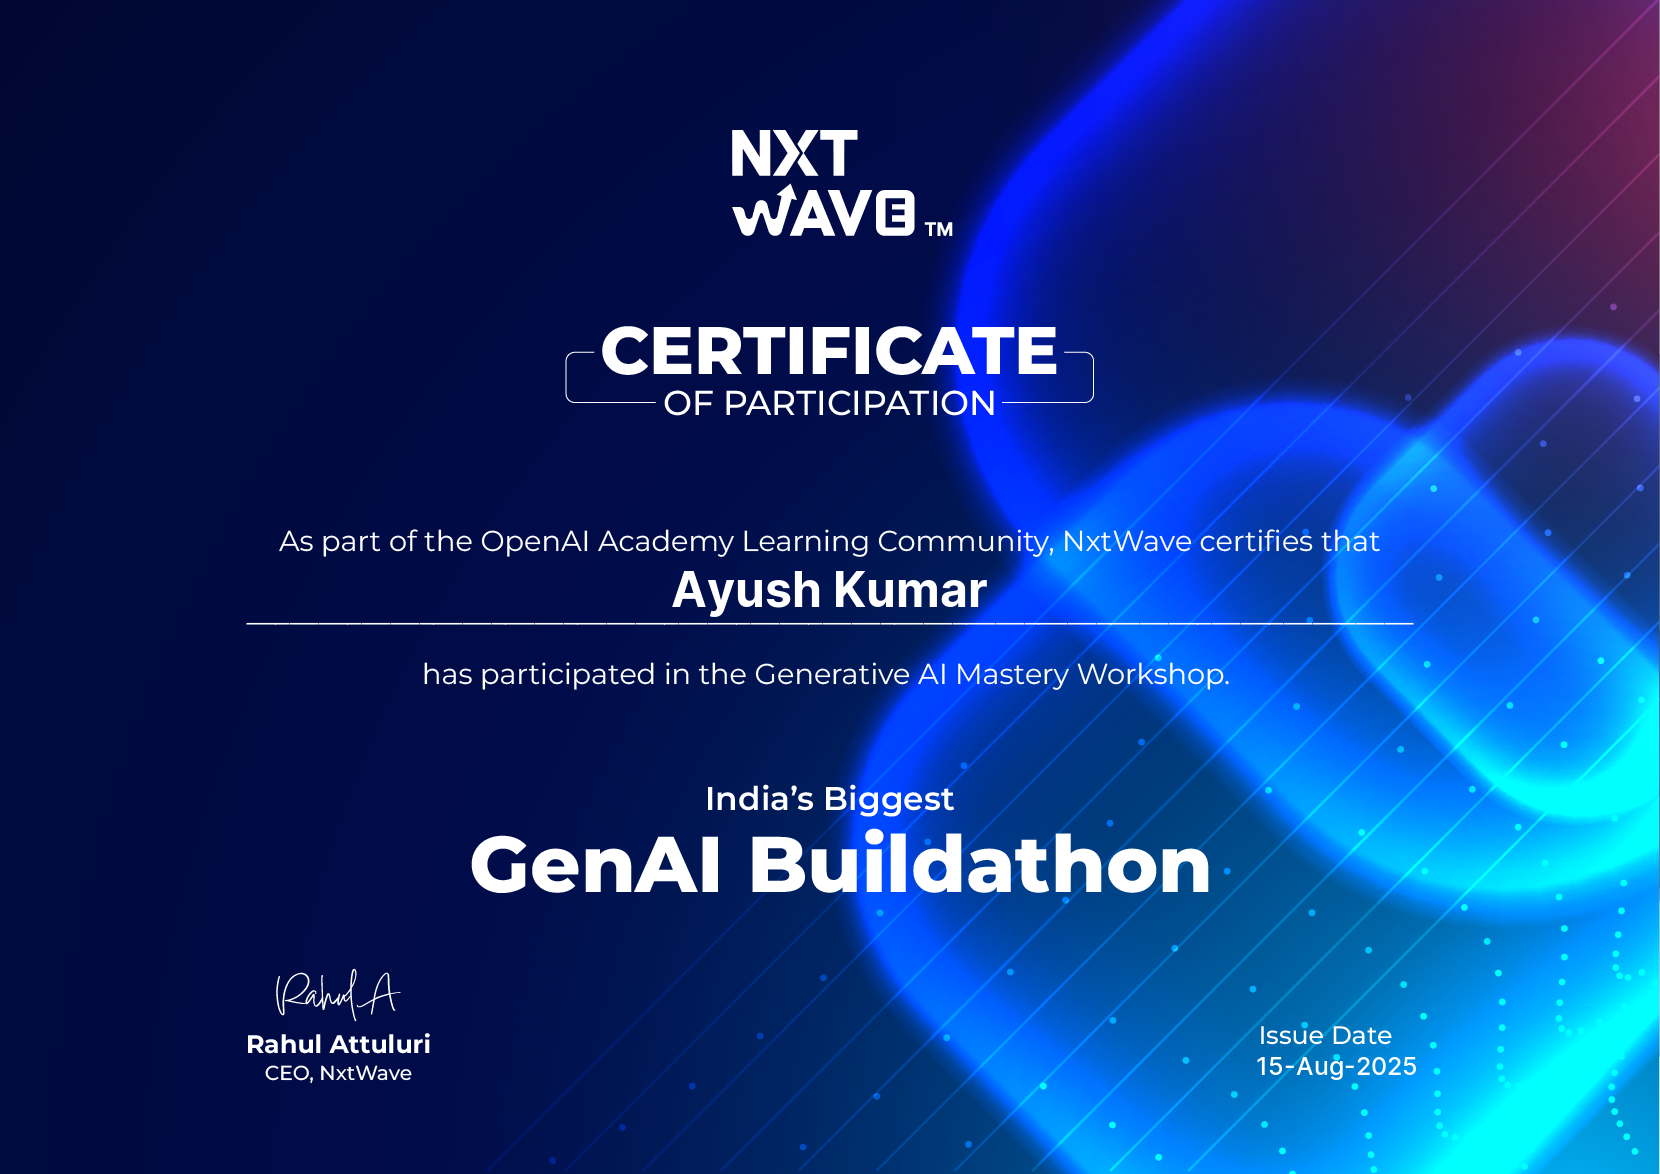 NXT
WAVE TM
CERTIFICATE
OF PARTICIPATION
As part of the OpenAI Academy Learning Community, NxtWave certifies that
Ayush Kumar
has participated in the Generative AI Mastery Workshop.
India’s Biggest
GenAI Buildathon
Rahul A
Rahul Attuluri
CEO, NxtWave
Issue Date
15-Aug-2025